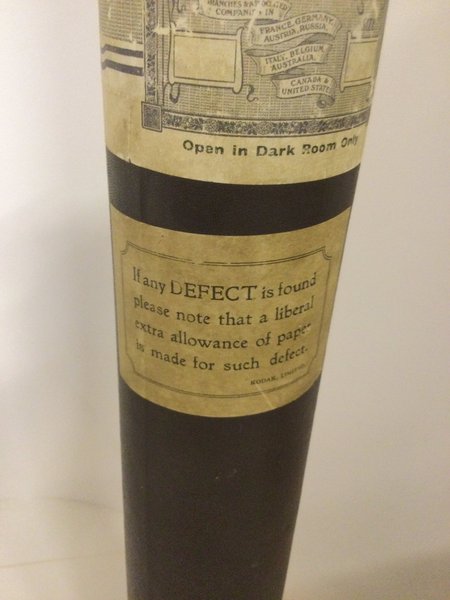 BRANCHES & ASSOCIATED
COMPANIES IN
FRANCE, GERMANY,
AUSTRIA, RUSSIA,
ITALY, BELGIUM,
AUSTRALIA,
CANADA &
UNITED STATES
Open in Dark Room Only
If any DEFECT is found
please note that a liberal
extra allowance of paper
is made for such defect.
KODAK, LIMITED.